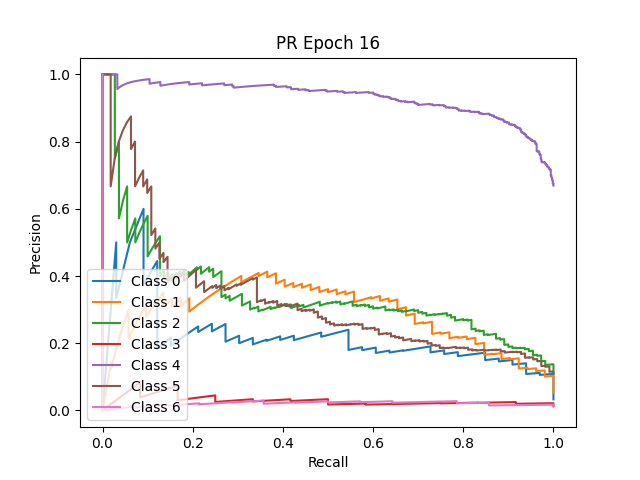 PR Epoch 16
Precision
1.0
0.8
0.6
0.4
0.2
0.0
Class 0
Class 1
Class 2
Class 3
Class 4
Class 5
Class 6
0.0 0.2 0.4 0.6 0.8 1.0
Recall